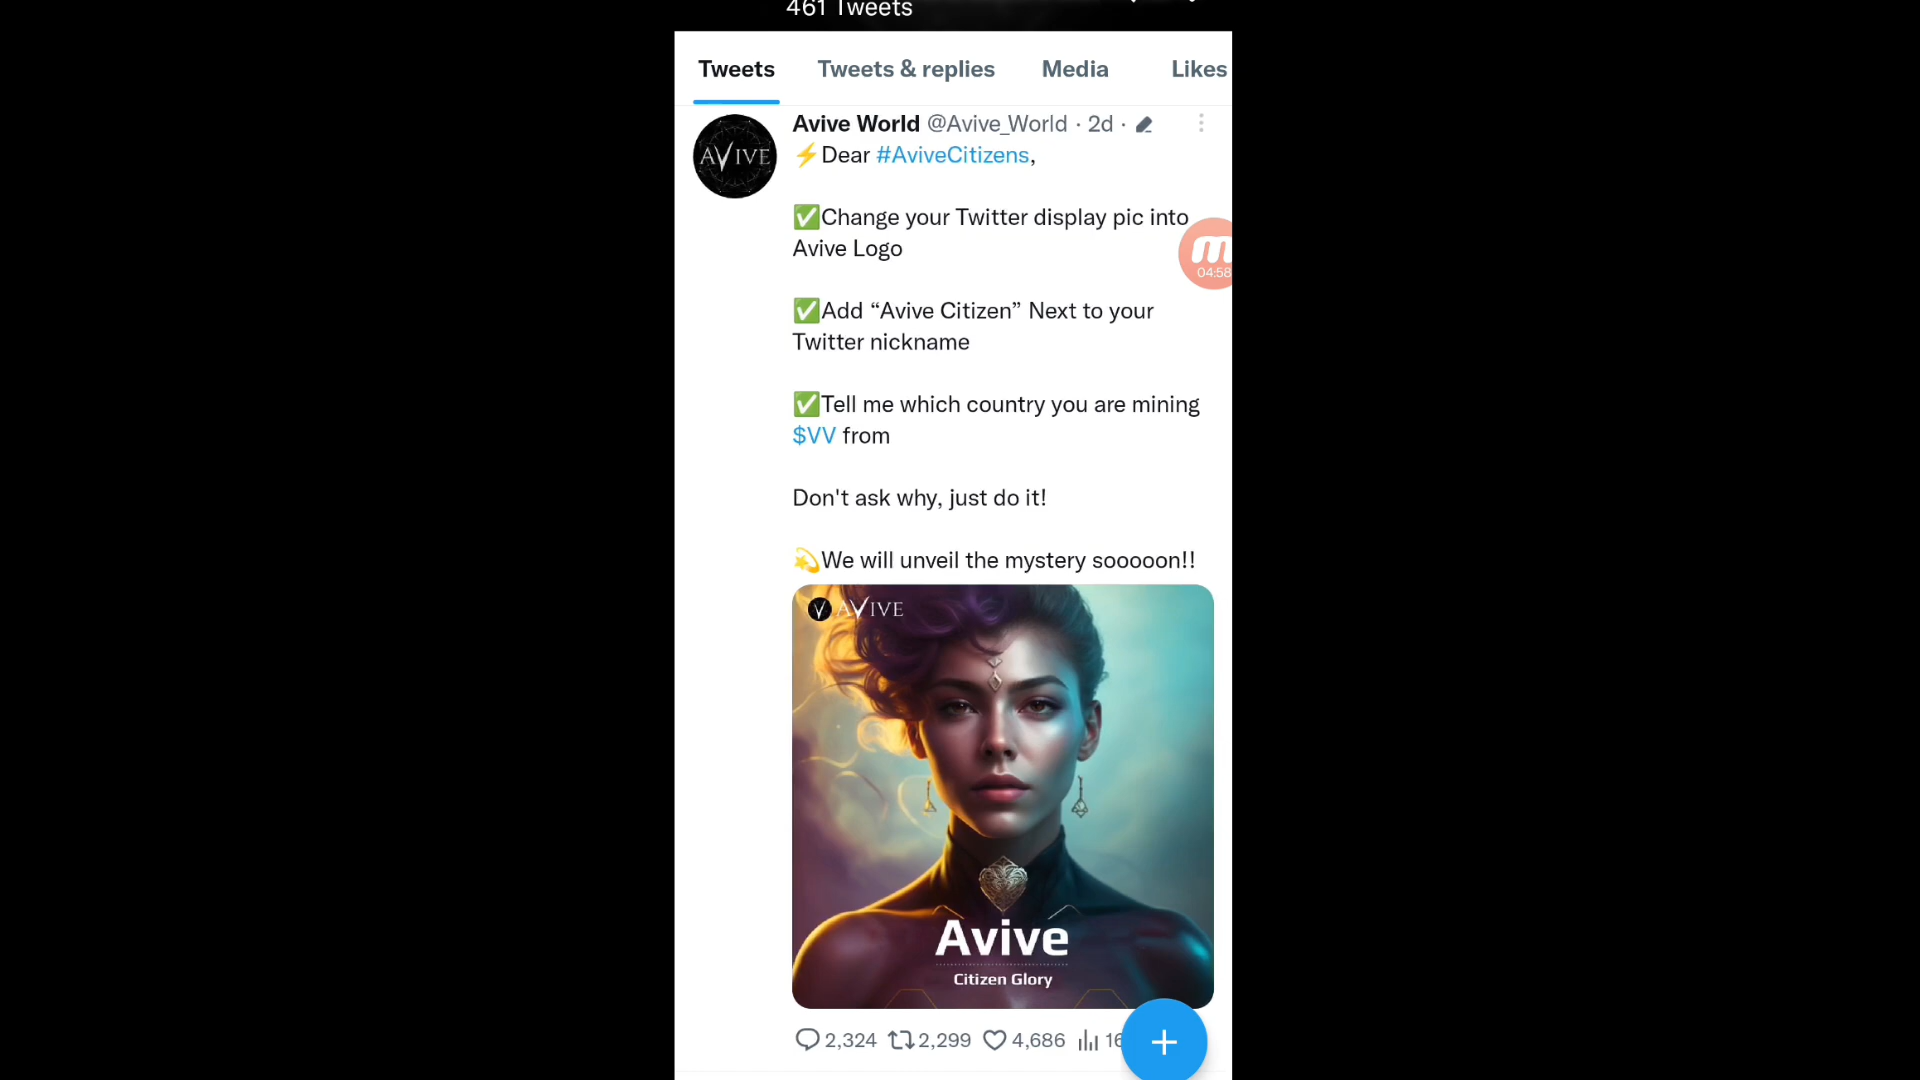 461 Tweets
Tweets Tweets & replies Media Likes
Avive World @Avive_World · 2d ·
AVIVE
⚡Dear #AviveCitizens,
✅Change your Twitter display pic into
Avive Logo
04:58
✅Add “Avive Citizen” Next to your
Twitter nickname
✅Tell me which country you are mining
$VV from
Don't ask why, just do it!
💫We will unveil the mystery sooooon!!
AVIVE
Avive
Citizen Glory
2,324 2,299 4,686